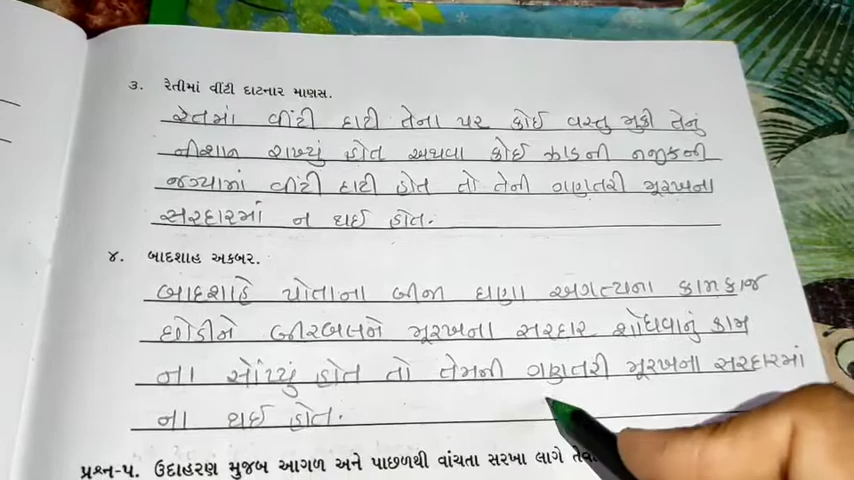 ૩. રેતીમાં વીંટી દાટનાર માણસ.
રેતમાં વીંટી દાટી તેના પર કોઈ વસ્તુ મુકી તેનું
નીશાન રાખ્યું હોત અથવા કોઈ ઝાડની નજીકની
જગ્યામાં વીંટી દાટી હોત તો તેની ગણતરી મૂરખના
સરદારમાં ન થઈ હોત.
૪. બાદશાહ અકબર.
બાદશાહે પોતાના બીજા ઘણા અગત્યના કામકાજ
છોડીને બીરબલને મૂરખના સરદાર શોધવાનું કામ
ના સોંપ્યું હોત તો તેમની ગણતરી મૂરખના સરદારમાં
ના થઈ હોત.
પ્રશ્ન-૫. ઉદાહરણ મુજબ આગળ અને પાછળથી વાંચતા સરખા લાગે